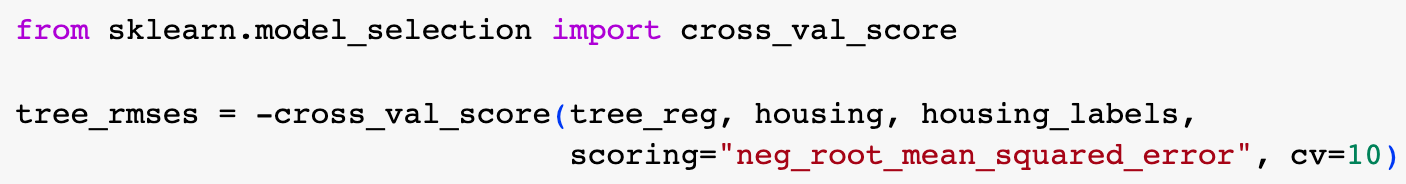 from sklearn.model_selection import cross_val_score
tree_rmses = -cross_val_score(tree_reg, housing, housing_labels,
scoring="neg_root_mean_squared_error", cv=10)